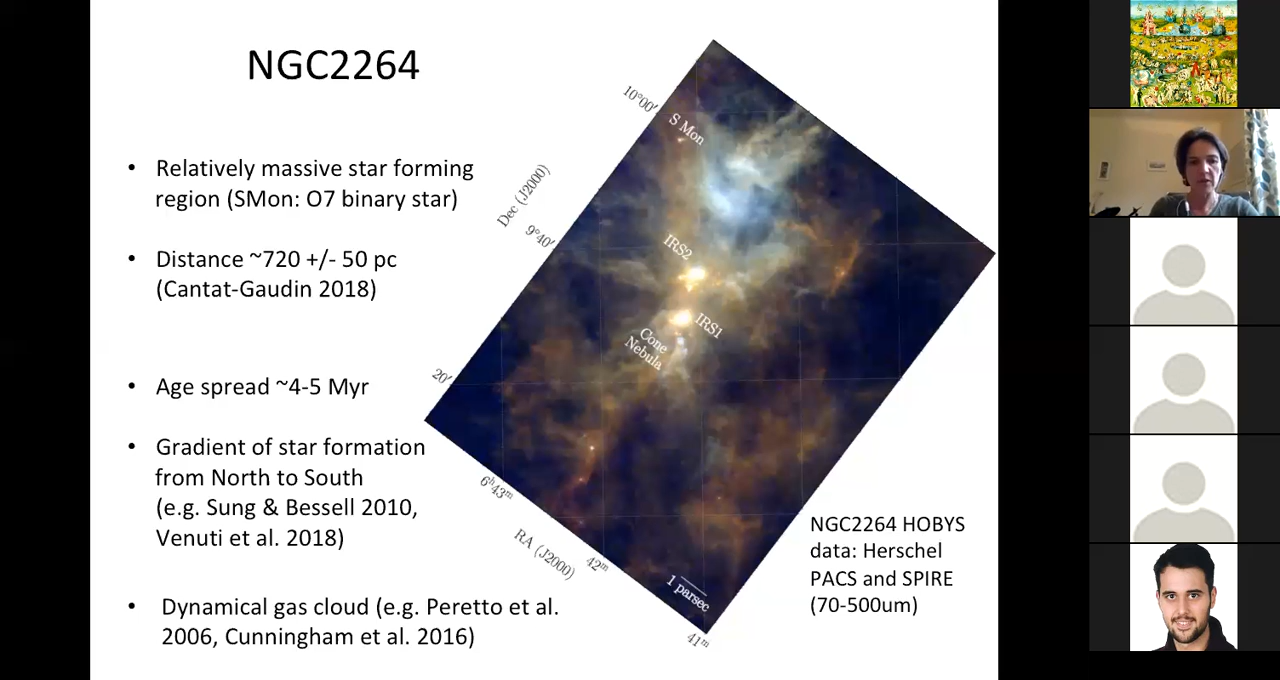 NGC2264
• Relatively massive star forming
region (SMon: O7 binary star)
• Distance ~720 +/- 50 pc
(Cantat-Gaudin 2018)
• Age spread ~4-5 Myr
• Gradient of star formation
from North to South
(e.g. Sung & Bessell 2010,
Venuti et al. 2018)
• Dynamical gas cloud (e.g. Peretto et al.
2006, Cunningham et al. 2016)
10°00′
S Mon
Dec (J2000)
9°40′
IRS2
IRS1
Cone
Nebula
20′
6ʰ43ᵐ
RA (J2000)
42ᵐ
1 parsec
41ᵐ
NGC2264 HOBYS
data: Herschel
PACS and SPIRE
(70-500um)